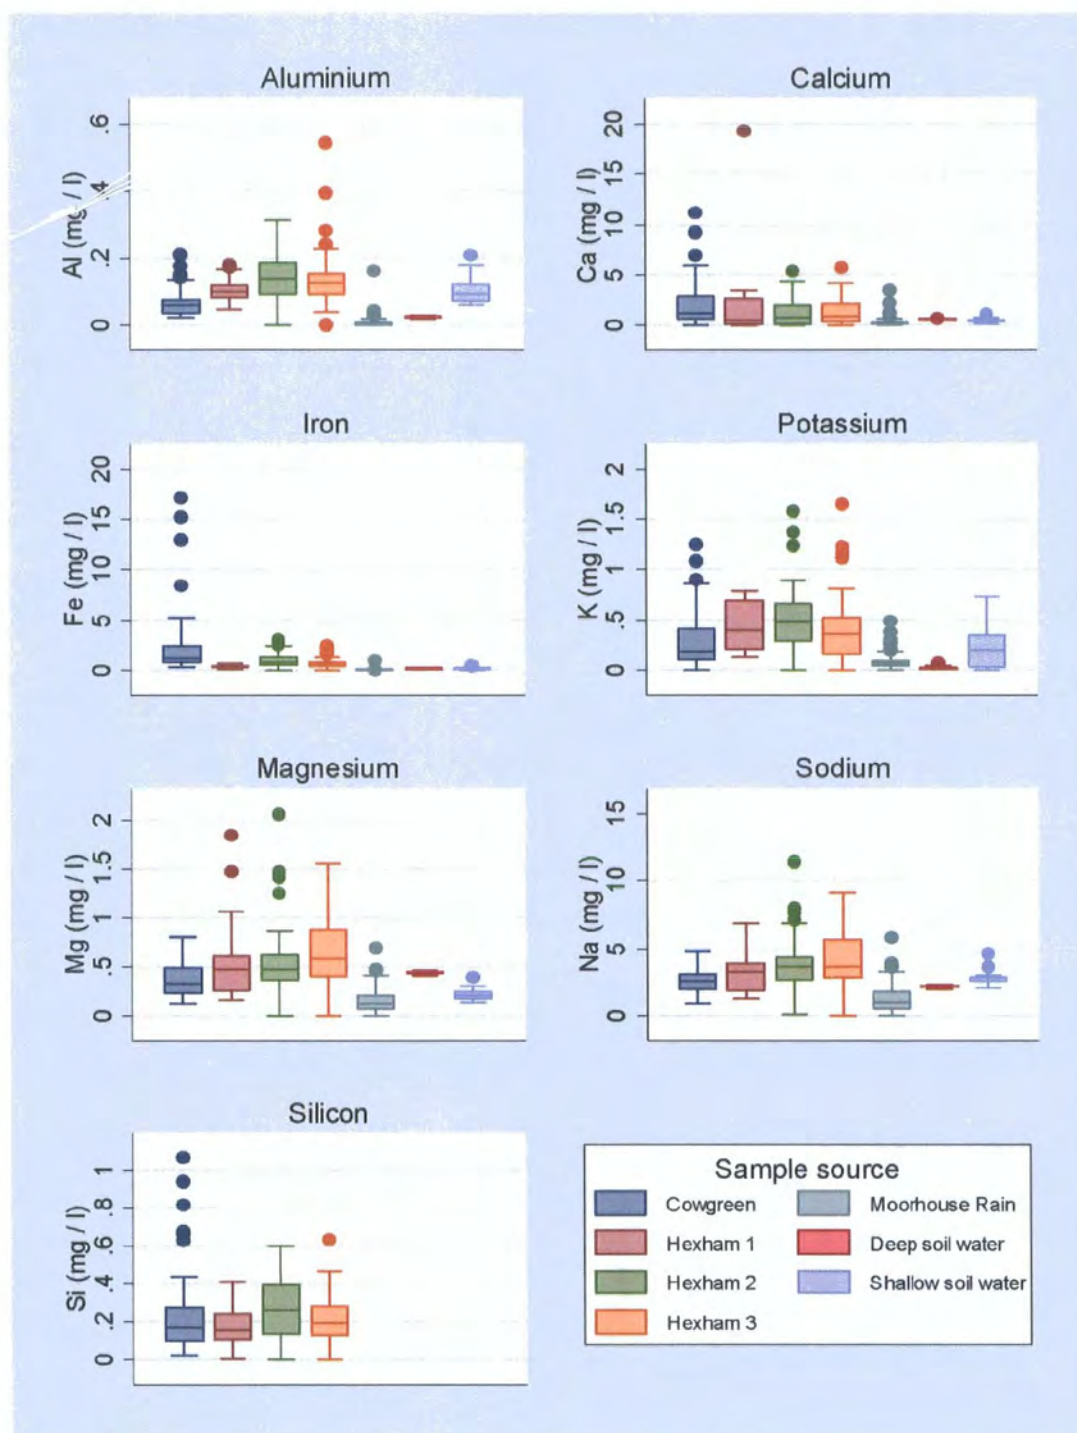 Aluminium
Al (mg / l)
0
.2
.4
.6
Calcium
Ca (mg / l)
0
5
10
15
20
Iron
Fe (mg / l)
0
5
10
15
20
Potassium
K (mg / l)
0
.5
1
1.5
2
Magnesium
Mg (mg / l)
0
.5
1
1.5
2
Sodium
Na (mg / l)
0
5
10
15
Silicon
Si (mg / l)
0
.2
.4
.6
.8
1
Sample source
Cowgreen
Moorhouse Rain
Hexham 1
Deep soil water
Hexham 2
Shallow soil water
Hexham 3